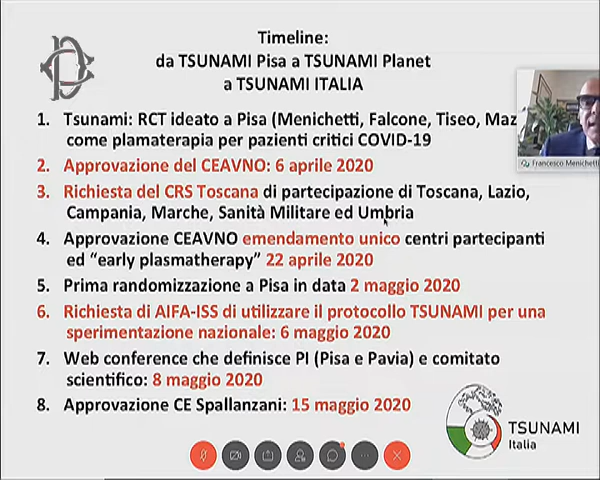 Timeline:
da TSUNAMI Pisa a TSUNAMI Planet
a TSUNAMI ITALIA
1. Tsunami: RCT ideato a Pisa (Menichetti, Falcone, Tiseo, Maz
come plamaterapia per pazienti critici COVID-19
2. Approvazione del CEAVNO: 6 aprile 2020
3. Richiesta del CRS Toscana di partecipazione di Toscana, Lazio,
Campania, Marche, Sanità Militare ed Umbria
4. Approvazione CEAVNO emendamento unico centri partecipanti
ed “early plasmatherapy” 22 aprile 2020
5. Prima randomizzazione a Pisa in data 2 maggio 2020
6. Richiesta di AIFA-ISS di utilizzare il protocollo TSUNAMI per una
sperimentazione nazionale: 6 maggio 2020
7. Web conference che definisce PI (Pisa e Pavia) e comitato
scientifico: 8 maggio 2020
8. Approvazione CE Spallanzani: 15 maggio 2020
Francesco Menichetti
TSUNAMI
Italia